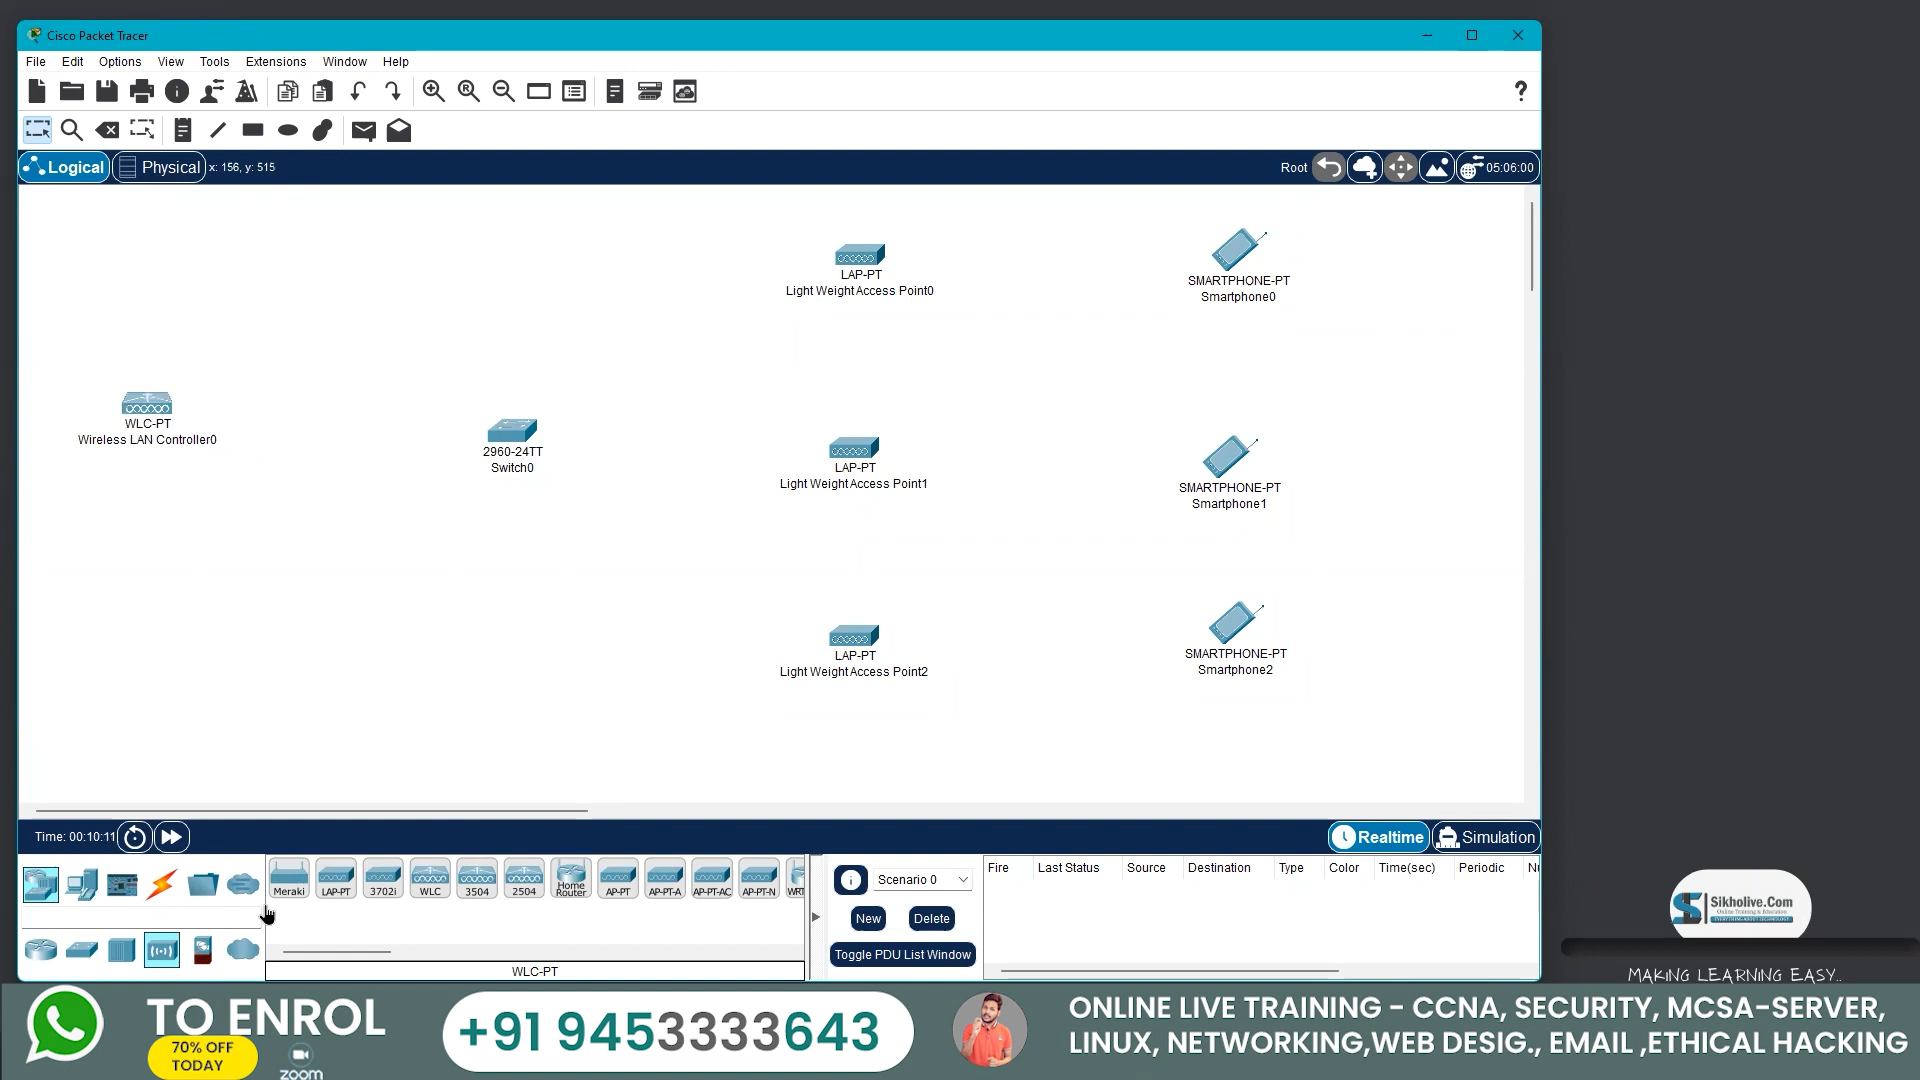 Cisco Packet Tracer
File Edit Options View Tools Extensions Window Help
Logical Physical x: 156, y: 515 Root 05:06:00
LAP-PT
Light Weight Access Point0
SMARTPHONE-PT
Smartphone0
WLC-PT
Wireless LAN Controller0
2960-24TT
Switch0
LAP-PT
Light Weight Access Point1
SMARTPHONE-PT
Smartphone1
LAP-PT
Light Weight Access Point2
SMARTPHONE-PT
Smartphone2
Time: 00:10:11 Realtime Simulation
Meraki LAP-PT 3702i WLC 3504 2504 Home Router AP-PT AP-PT-A AP-PT-AC AP-PT-N WRT
Scenario 0
New Delete
Toggle PDU List Window
Fire Last Status Source Destination Type Color Time(sec) Periodic Nu
WLC-PT
Sikholive.Com
Online Training & Education
MAKING LEARNING EASY..
TO ENROL
70% OFF
TODAY
zoom
+91 9453333643
ONLINE LIVE TRAINING - CCNA, SECURITY, MCSA-SERVER,
LINUX, NETWORKING,WEB DESIG., EMAIL ,ETHICAL HACKING